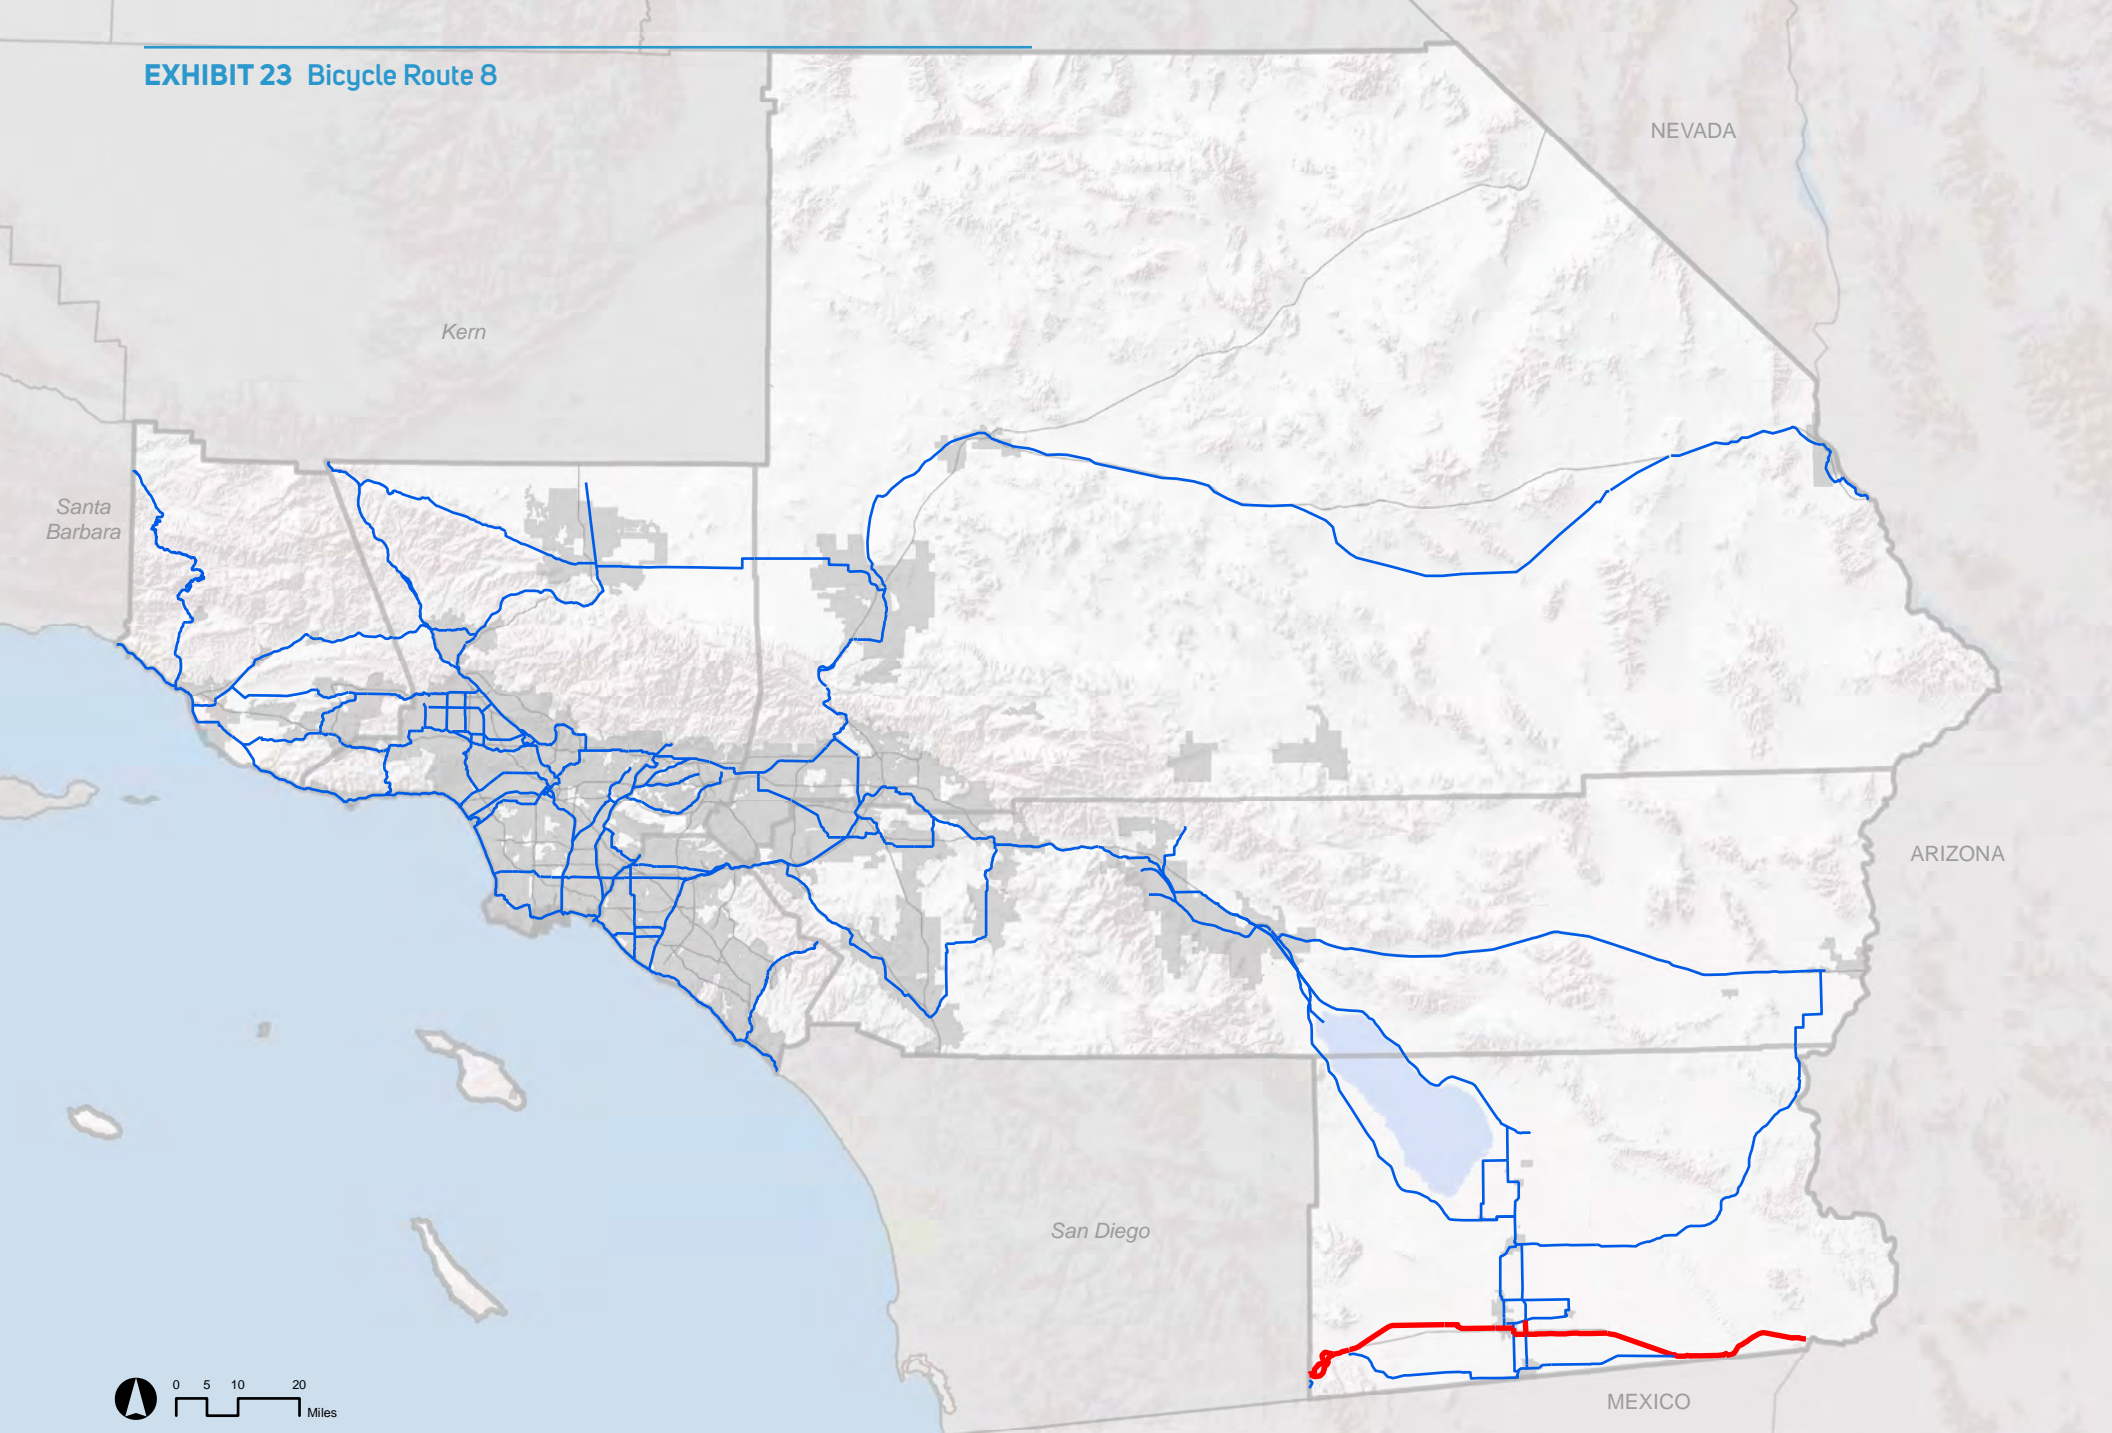 EXHIBIT 23 Bicycle Route 8
NEVADA
Kern
Santa
Barbara
ARIZONA
San Diego
MEXICO
0 5 10 20
Miles